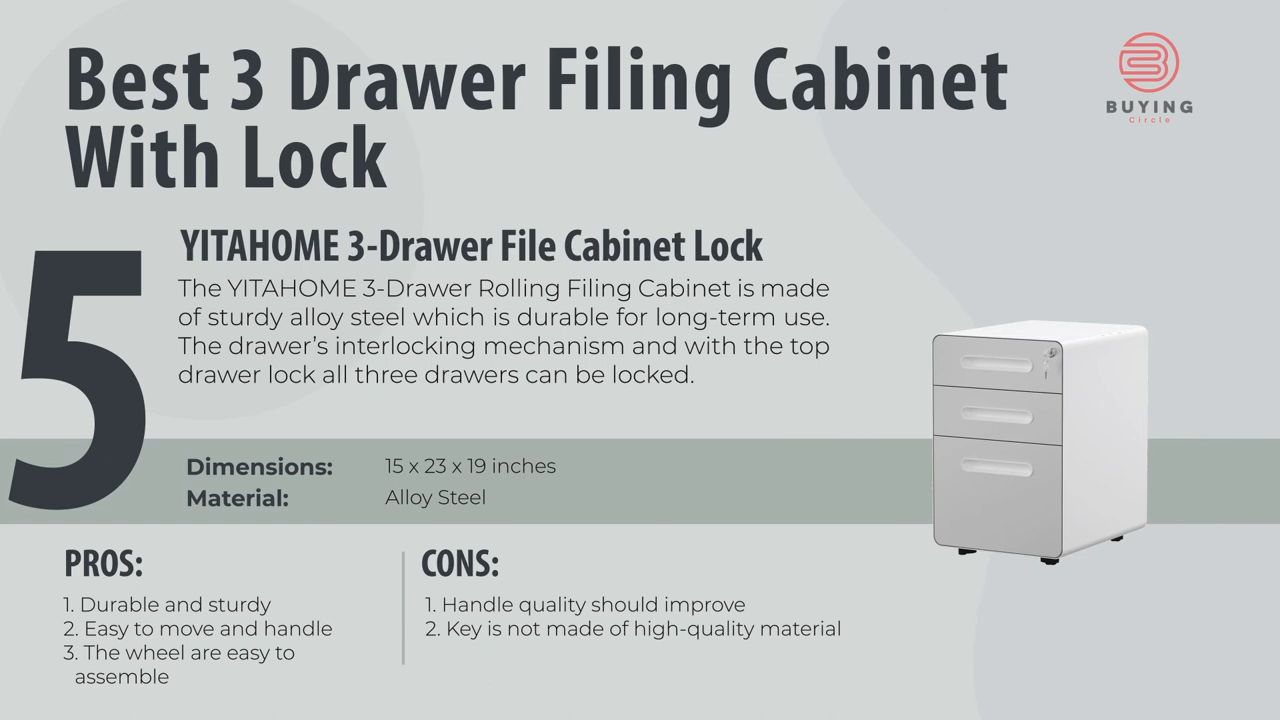 Best 3 Drawer Filing Cabinet
With Lock
BUYING
Circle
5
YITAHOME 3-Drawer File Cabinet Lock
The YITAHOME 3-Drawer Rolling Filing Cabinet is made
of sturdy alloy steel which is durable for long-term use.
The drawer's interlocking mechanism and with the top
drawer lock all three drawers can be locked.
Dimensions: 15 x 23 x 19 inches
Material: Alloy Steel
PROS:
1. Durable and sturdy
2. Easy to move and handle
3. The wheel are easy to
assemble
CONS:
1. Handle quality should improve
2. Key is not made of high-quality material